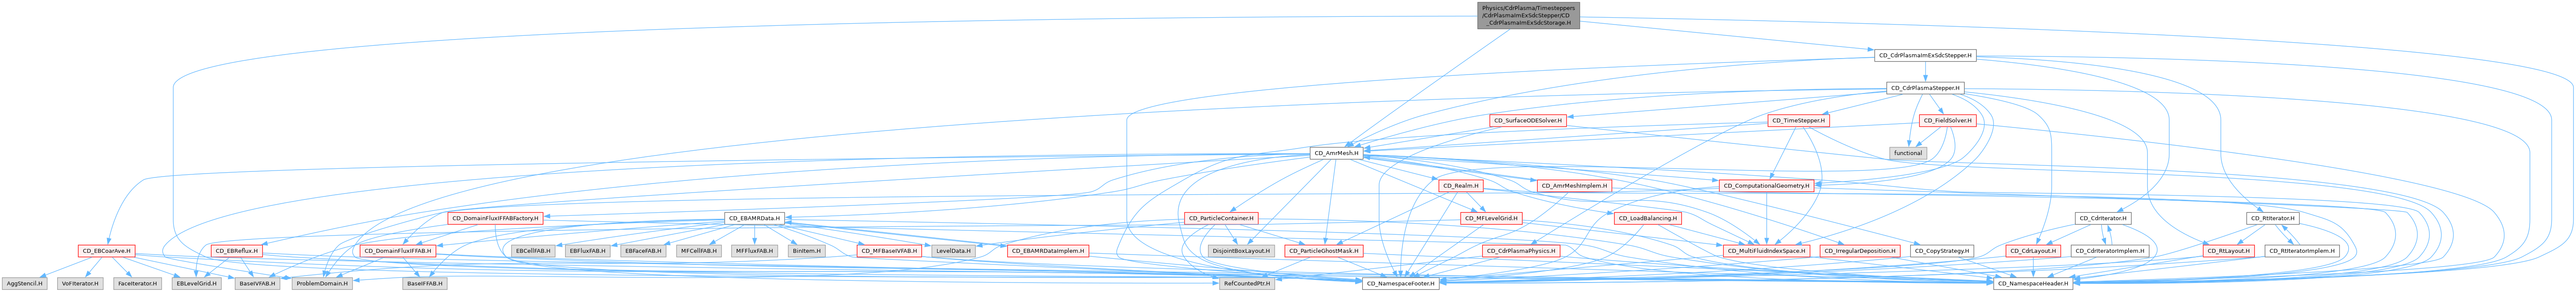 Physics/CdrPlasma/Timesteppers
/CdrPlasmaImExSdcStepper/CD
_CdrPlasmaImExSdcStorage.H
CD_CdrPlasmaImExSdcStepper.H
CD_CdrPlasmaStepper.H
CD_SurfaceODESolver.H
CD_TimeStepper.H
CD_FieldSolver.H
CD_AmrMesh.H
functional
CD_Realm.H
CD_AmrMeshImplem.H
CD_ComputationalGeometry.H
CD_DomainFluxIFFABFactory.H
CD_EBAMRData.H
CD_ParticleContainer.H
CD_MFLevelGrid.H
CD_LoadBalancing.H
CD_CdrIterator.H
CD_RtIterator.H
CD_EBCoarAve.H
CD_EBReflux.H
CD_DomainFluxIFFAB.H
EBCellFAB.H
EBFluxFAB.H
EBFaceFAB.H
MFCellFAB.H
MFFluxFAB.H
BinItem.H
CD_MFBaseIVFAB.H
LevelData.H
CD_EBAMRDataImplem.H
DisjointBoxLayout.H
CD_ParticleGhostMask.H
CD_CdrPlasmaPhysics.H
CD_MultiFluidIndexSpace.H
CD_IrregularDeposition.H
CD_CopyStrategy.H
CD_CdrLayout.H
CD_CdrIteratorImplem.H
CD_RtLayout.H
CD_RtIteratorImplem.H
AggStencil.H
VoFIterator.H
FaceIterator.H
EBLevelGrid.H
BaseIVFAB.H
ProblemDomain.H
BaseIFFAB.H
RefCountedPtr.H
CD_NamespaceFooter.H
CD_NamespaceHeader.H